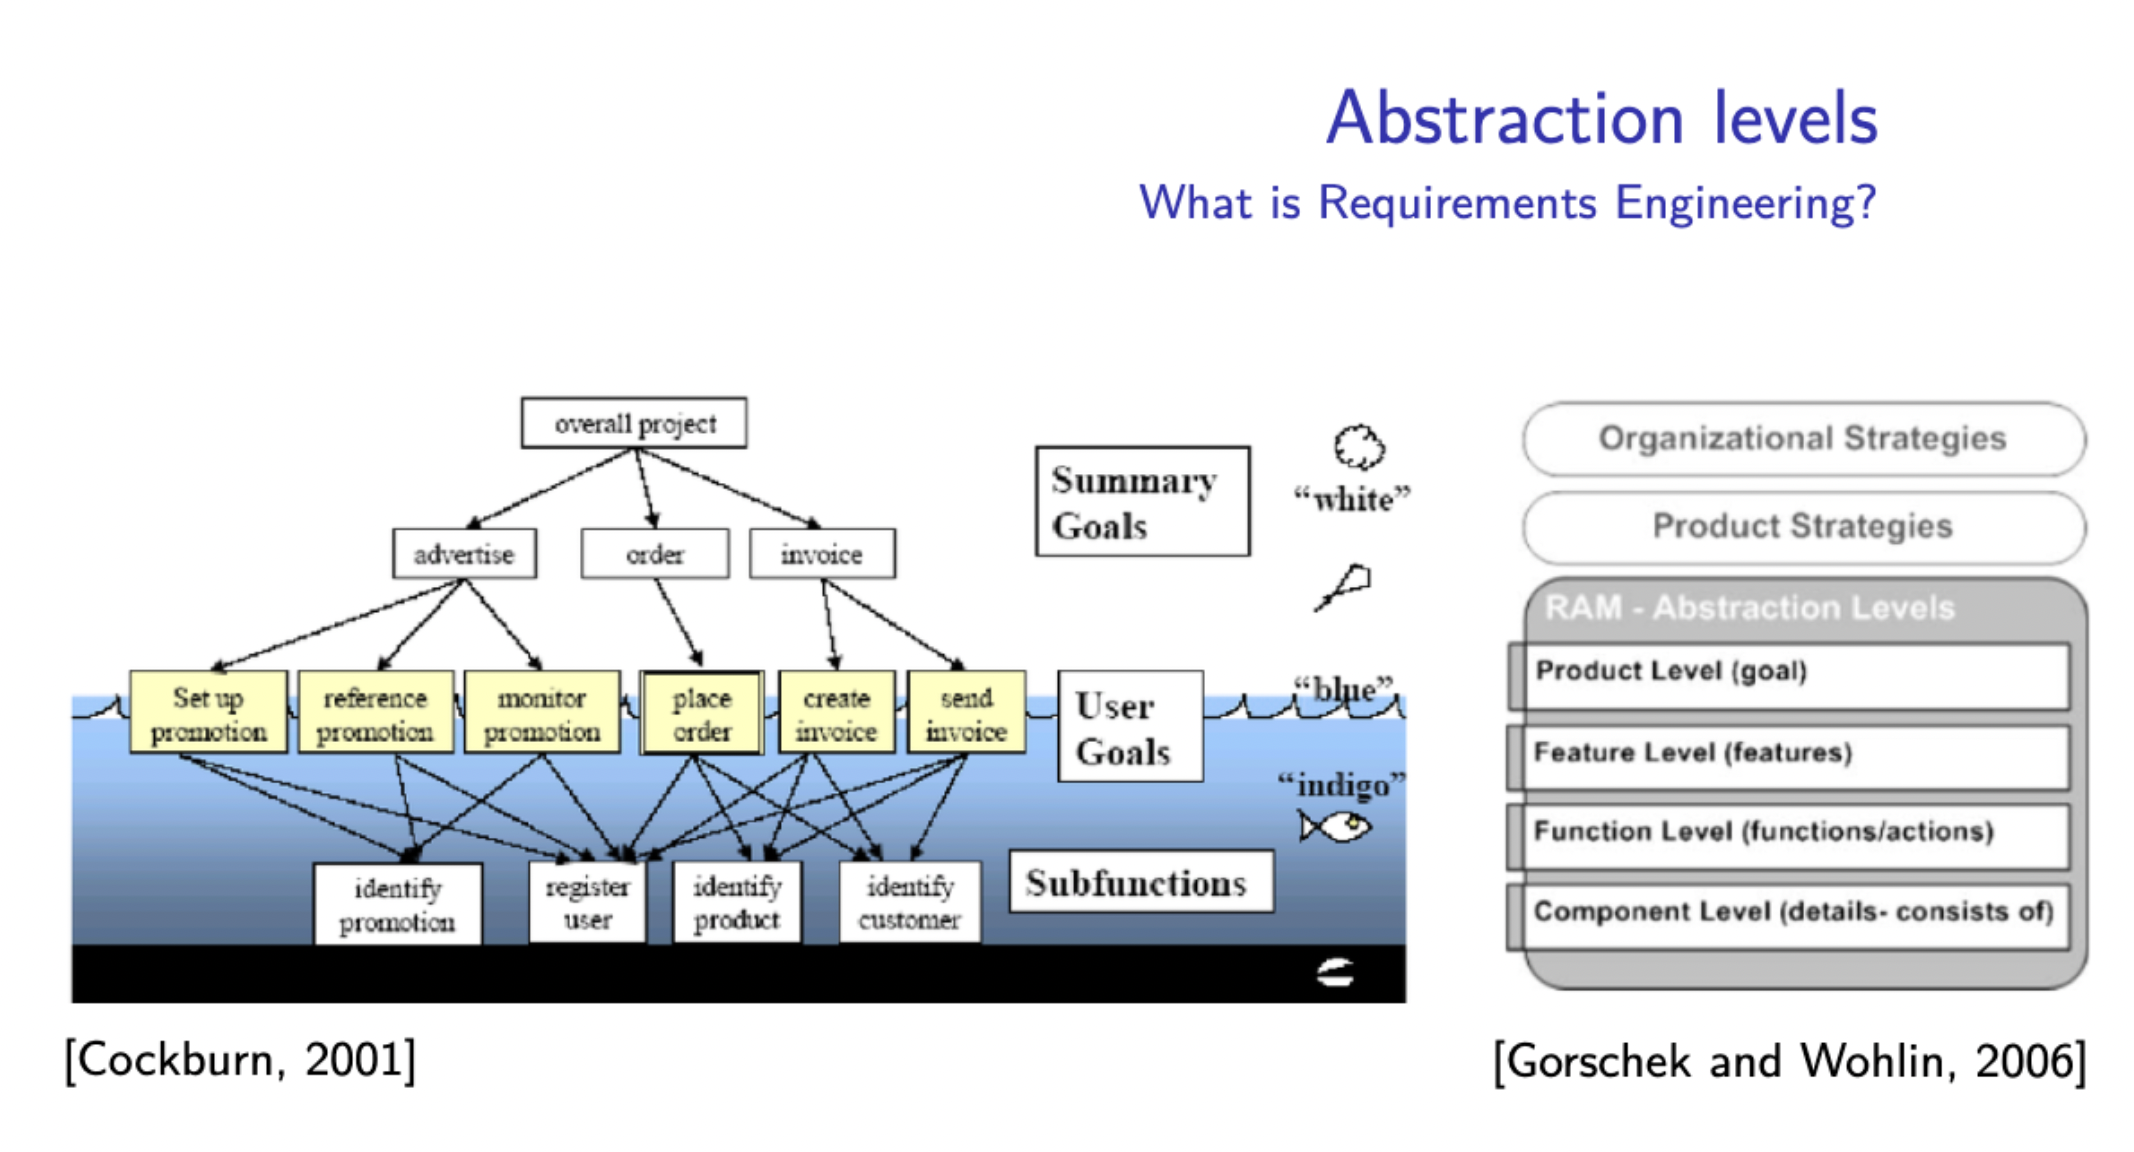 Abstraction levels
What is Requirements Engineering?
overall project
advertise
order
invoice
Set up
promotion
reference
promotion
monitor
promotion
place
order
create
invoice
send
invoice
identify
promotion
register
user
identify
product
identify
customer
Summary
Goals
User
Goals
Subfunctions
“white”
“blue”
“indigo”
Organizational Strategies
Product Strategies
RAM - Abstraction Levels
Product Level (goal)
Feature Level (features)
Function Level (functions/actions)
Component Level (details- consists of)
[Cockburn, 2001]
[Gorschek and Wohlin, 2006]